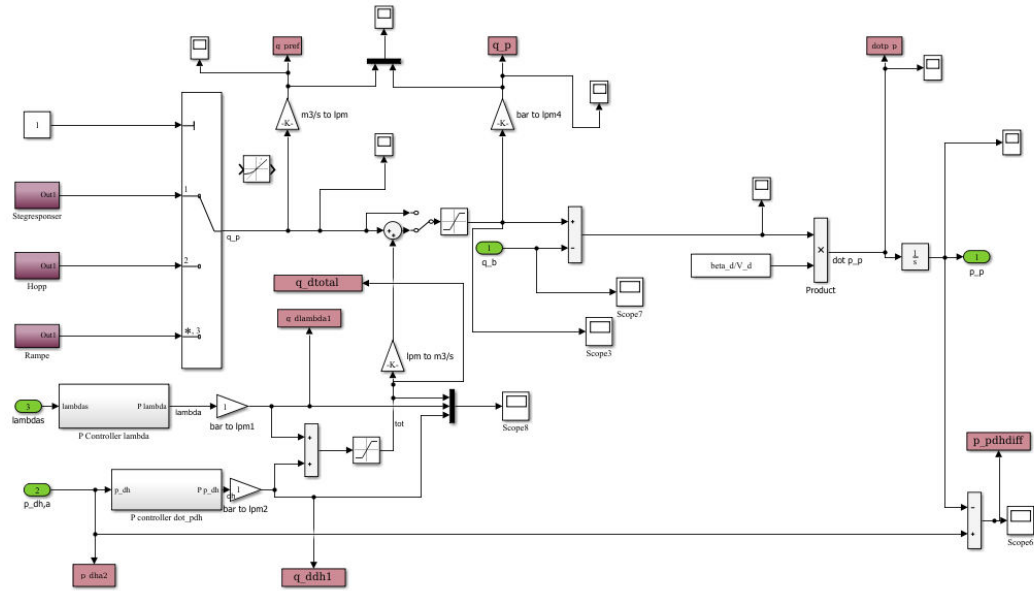 q_pref
q_p
dotp_p
m3/s to lpm
-K-
-K-
bar to lpm4
1
Out1
Stegresponser
1
q_p
Out1
Hopp
2
Out1
Rampe
*, 3
+
+
+
-
1
q_b
beta_d/V_d
×
Product
dot p_p
1
s
1
p_p
q_dtotal
q_dlambda1
Scope7
Scope3
-K-
lpm to m3/s
3
lambdas
lambdas
P lambda
P Controller lambda
lambda
1
bar to lpm1
tot
Scope8
+
+
2
p_dh,a
p_dh
P p_dh
P controller dot_pdh
1
dh
bar to lpm2
p_pdhdiff
-
+
Scope6
p_dha2
q_ddh1